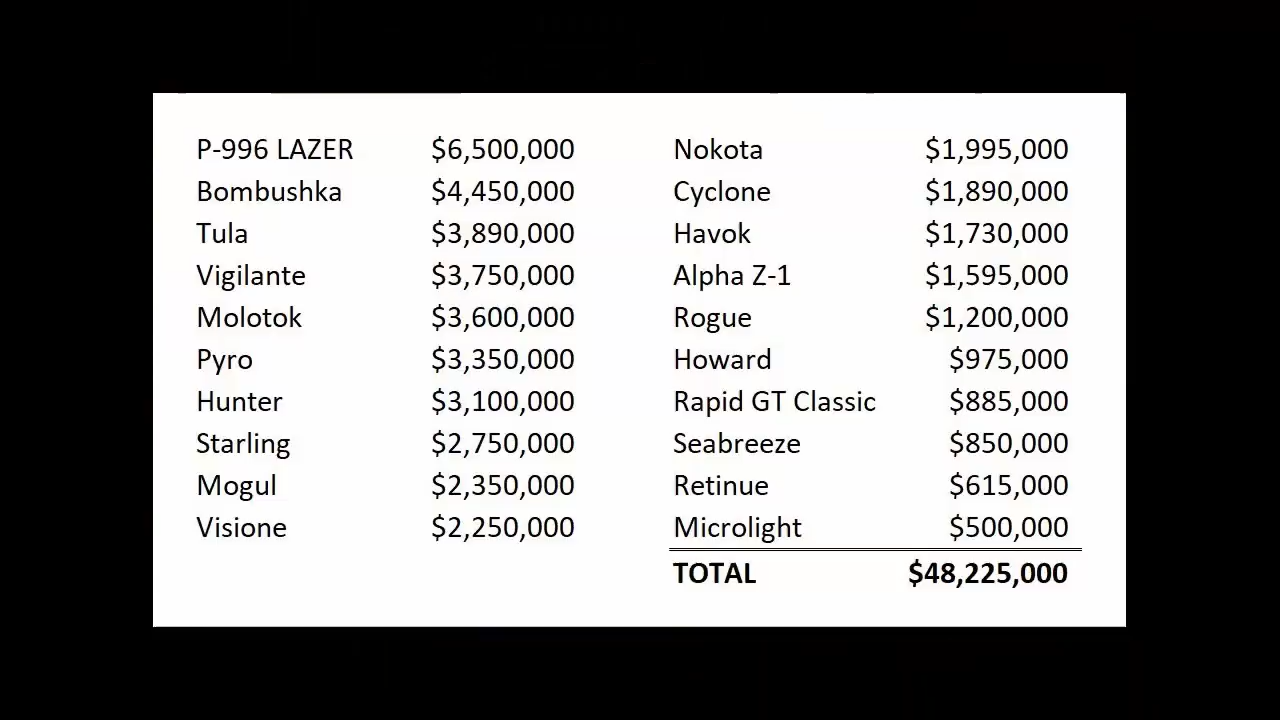 P-996 LAZER $6,500,000
Bombushka $4,450,000
Tula $3,890,000
Vigilante $3,750,000
Molotok $3,600,000
Pyro $3,350,000
Hunter $3,100,000
Starling $2,750,000
Mogul $2,350,000
Visione $2,250,000
Nokota $1,995,000
Cyclone $1,890,000
Havok $1,730,000
Alpha Z-1 $1,595,000
Rogue $1,200,000
Howard $975,000
Rapid GT Classic $885,000
Seabreeze $850,000
Retinue $615,000
Microlight $500,000
TOTAL $48,225,000